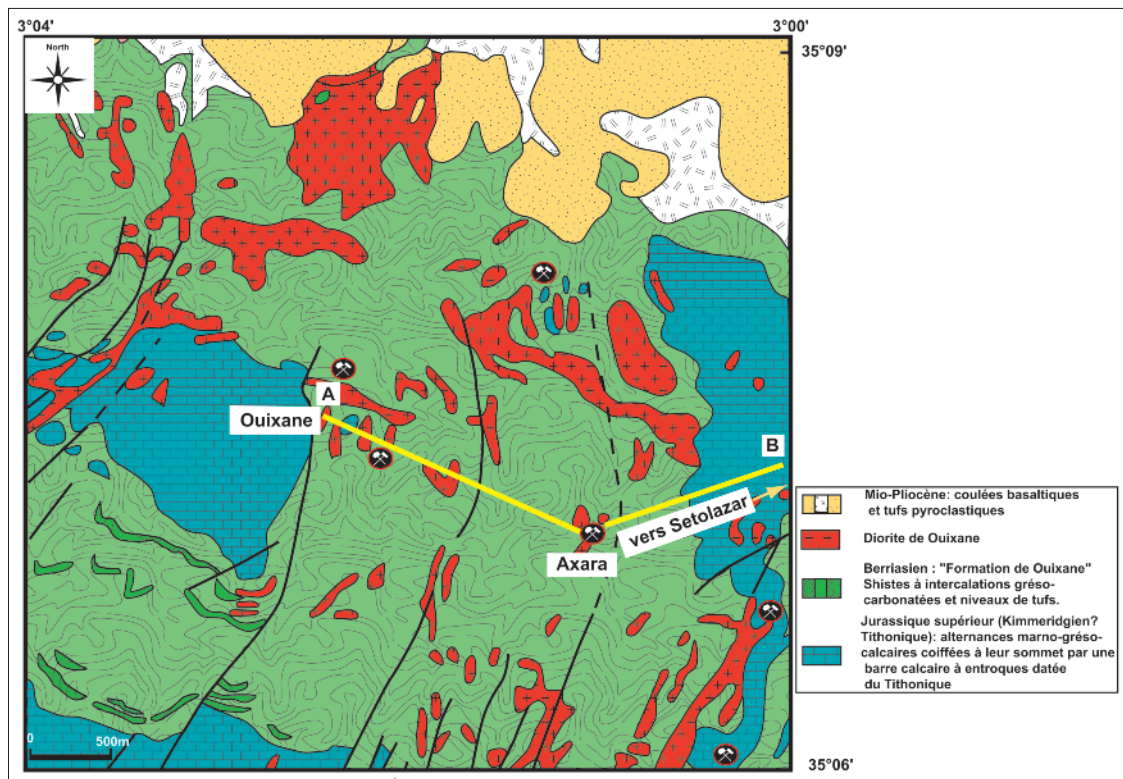 3°04'
3°00'
35°09'
North
A
Ouixane
B
vers Setolazar
Axara
0
500m
35°06'
Mio-Pliocène: coulées basaltiques
et tufs pyroclastiques
Diorite de Ouixane
Berriasien : "Formation de Ouixane"
Shistes à intercalations gréso-
carbonatées et niveaux de tufs.
Jurassique supérieur (Kimmeridgien?
Tithonique): alternances marno-gréso-
calcaires coiffées à leur sommet par une
barre calcaire à entroques datée
du Tithonique